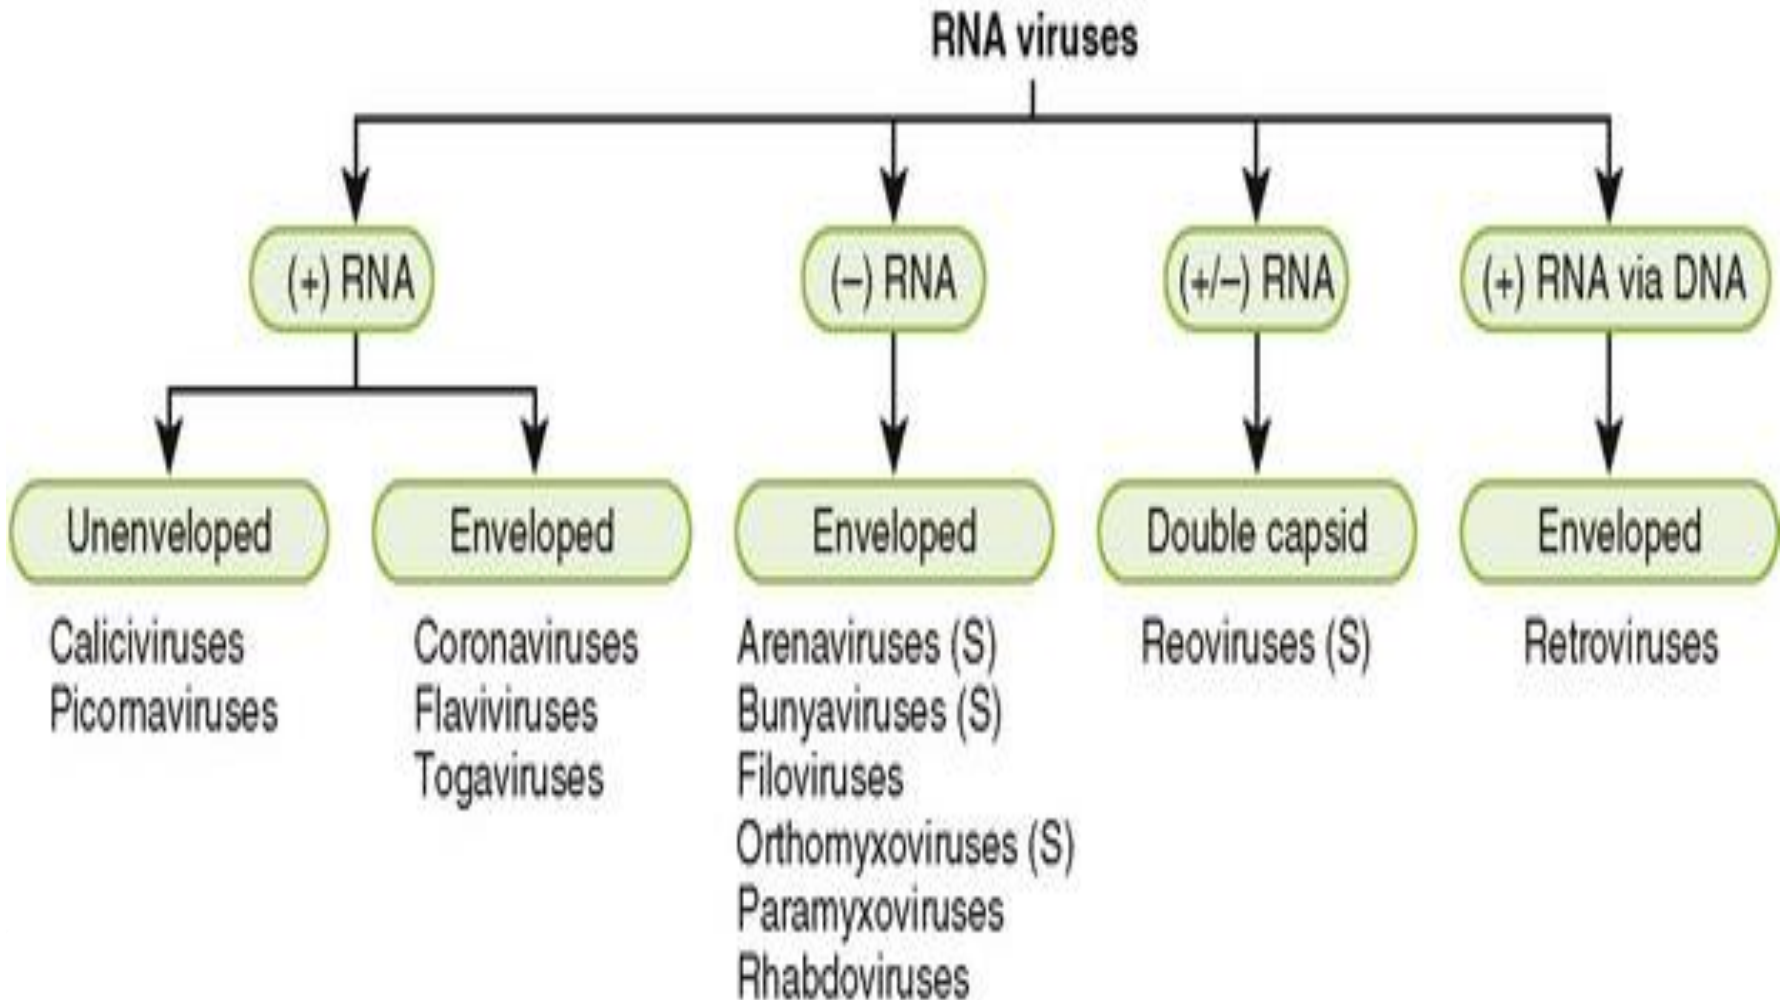 RNA viruses
(+) RNA
(–) RNA
(+/–) RNA
(+) RNA via DNA
Unenveloped
Enveloped
Enveloped
Double capsid
Enveloped
Caliciviruses
Picornaviruses
Coronaviruses
Flaviviruses
Togaviruses
Arenaviruses (S)
Bunyaviruses (S)
Filoviruses
Orthomyxoviruses (S)
Paramyxoviruses
Rhabdoviruses
Reoviruses (S)
Retroviruses